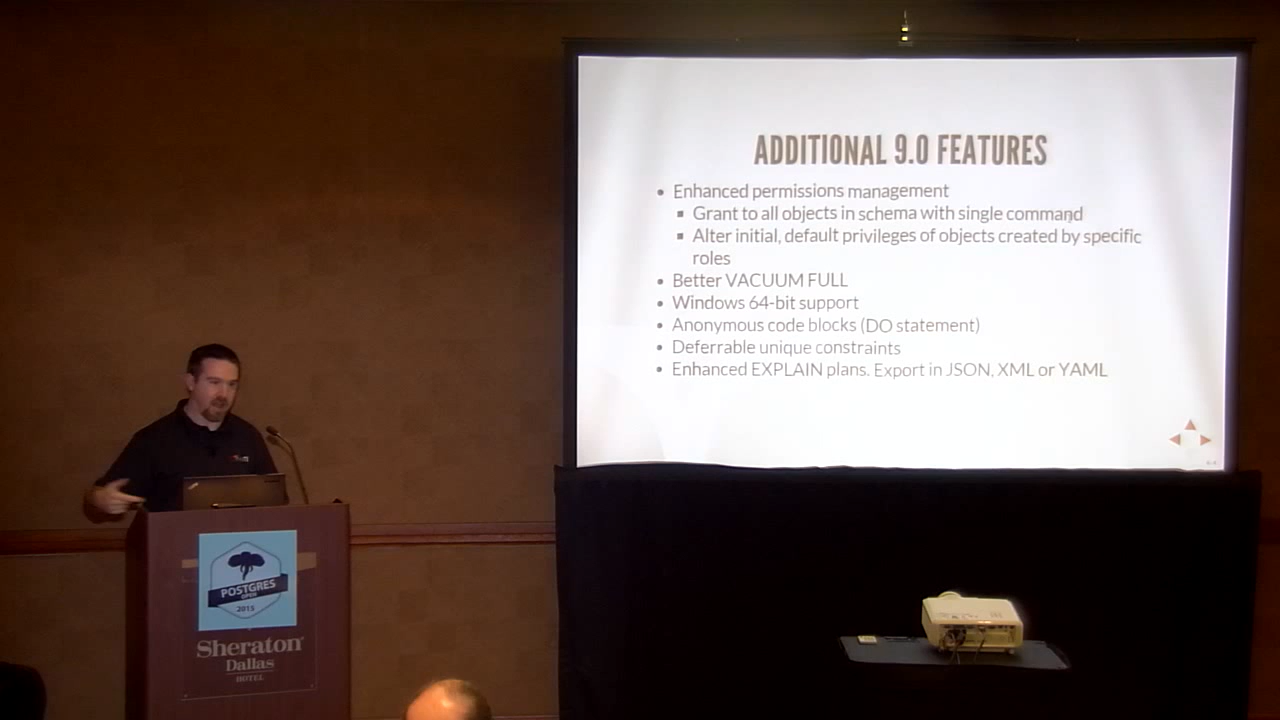 ADDITIONAL 9.0 FEATURES
• Enhanced permissions management
▪ Grant to all objects in schema with single command
▪ Alter initial, default privileges of objects created by specific
roles
• Better VACUUM FULL
• Windows 64-bit support
• Anonymous code blocks (DO statement)
• Deferrable unique constraints
• Enhanced EXPLAIN plans. Export in JSON, XML or YAML
POSTGRES
OPEN
2015
Sheraton
Dallas
HOTEL